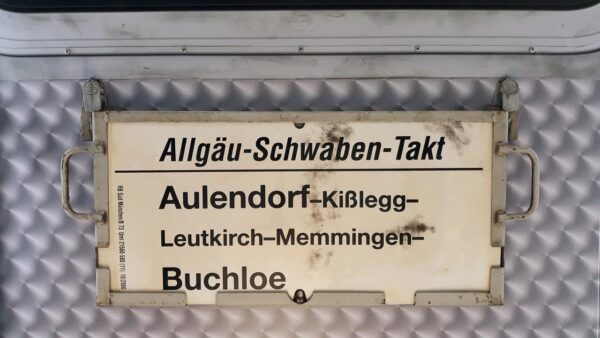 Allgäu-Schwaben-Takt
Aulendorf–Kißlegg–
Leutkirch–Memmingen–
Buchloe